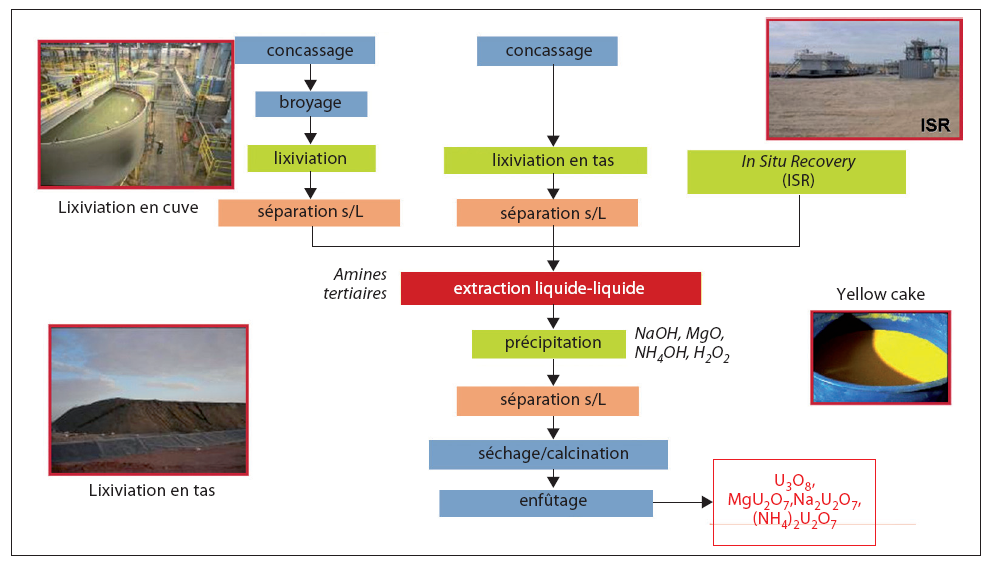 concassage
broyage
lixiviation
séparation s/L
Lixiviation en cuve
concassage
lixiviation en tas
séparation s/L
ISR
In Situ Recovery
(ISR)
Amines
tertiaires
extraction liquide-liquide
précipitation
NaOH, MgO,
NH₄OH, H₂O₂
séparation s/L
séchage/calcination
enfûtage
Yellow cake
Lixiviation en tas
U₃O₈,
MgU₂O₇,Na₂U₂O₇,
(NH₄)₂U₂O₇